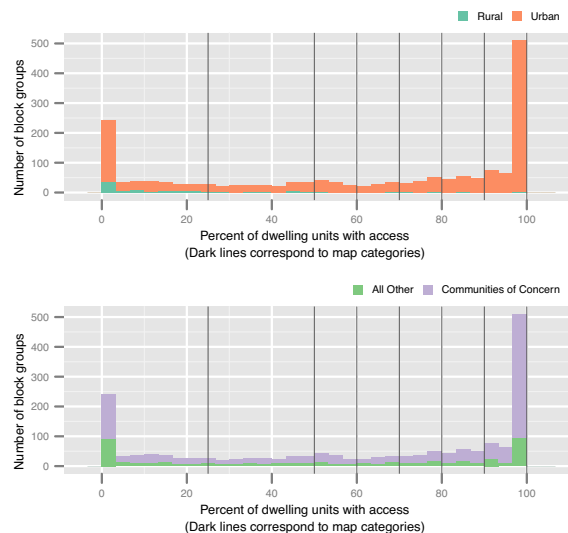 Rural Urban
500
400
300
200
100
0
Number of block groups
0 20 40 60 80 100
Percent of dwelling units with access
(Dark lines correspond to map categories)
All Other Communities of Concern
500
400
300
200
100
0
Number of block groups
0 20 40 60 80 100
Percent of dwelling units with access
(Dark lines correspond to map categories)